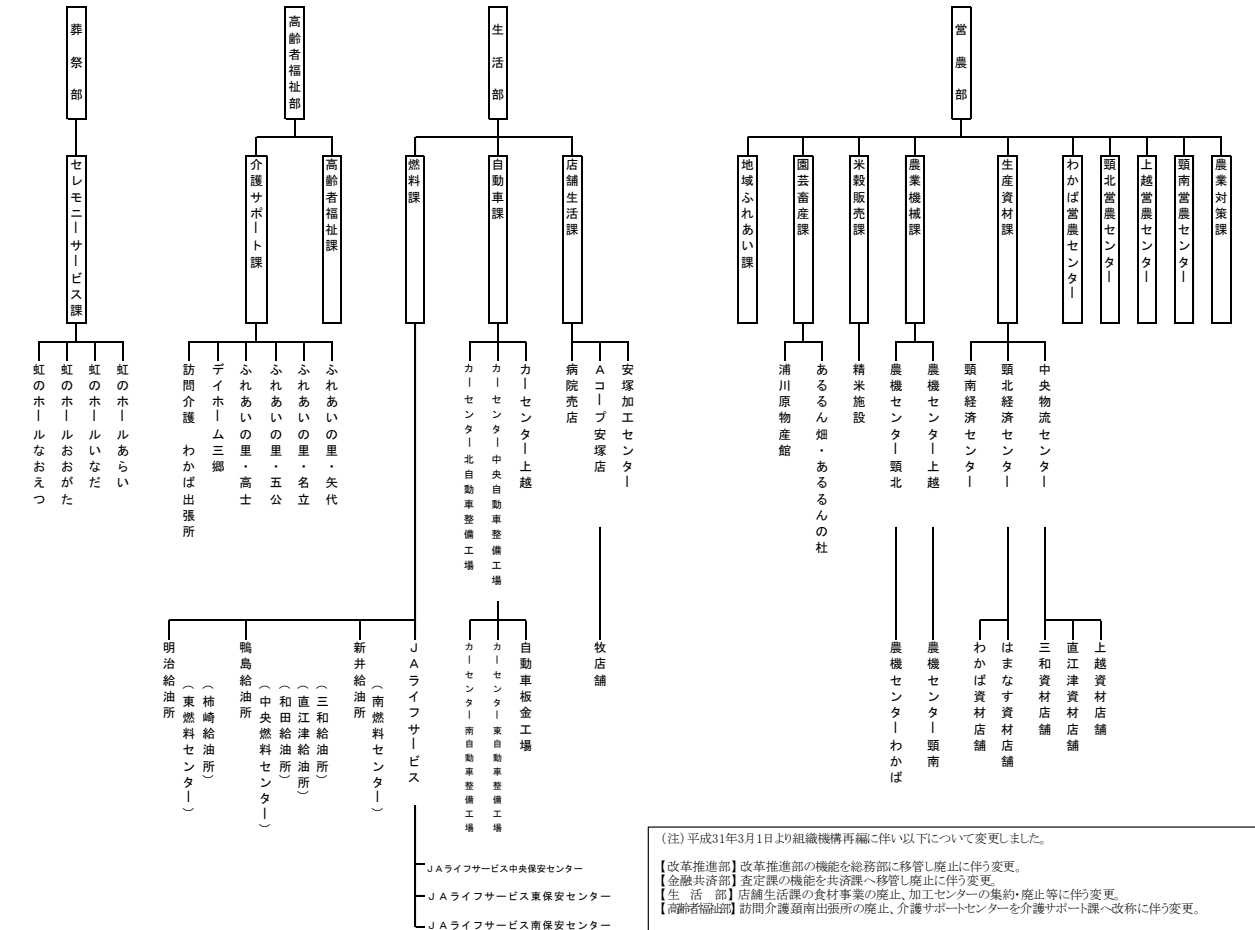 葬祭部
高齢者福祉部
生活部
営農部
セレモニーサービス課
介護サポート課
高齢者福祉課
燃料課
自動車課
店舗生活課
地域ふれあい課
園芸畜産課
米穀販売課
農業機械課
生産資材課
わかば営農センター
頸北営農センター
上越営農センター
頸南営農センター
農業対策課
虹のホールなおえつ
虹のホールおおがた
虹のホールいなだ
虹のホールあらい
訪問介護 わかば出張所
デイホーム三郷
ふれあいの里・高士
ふれあいの里・五公
ふれあいの里・名立
ふれあいの里・矢代
カーセンター北自動車整備工場
カーセンター中央自動車整備工場
カーセンター上越
病院売店
Aコープ安塚店
安塚加工センター
浦川原物産館
あるるん畑・あるるんの杜
精米施設
農機センター頸北
農機センター上越
頸南経済センター
頸北経済センター
中央物流センター
明治給油所
(東燃料センター)
(柿崎給油所)
鴨島給油所
(中央燃料センター)
(和田給油所)
(直江津給油所)
(三和給油所)
新井給油所
(南燃料センター)
JAライフサービス
カーセンター南自動車整備工場
カーセンター東自動車整備工場
自動車板金工場
牧店舗
農機センターわかば
農機センター頸南
わかば資材店舗
はまなす資材店舗
三和資材店舗
直江津資材店舗
上越資材店舗
JAライフサービス中央保安センター
JAライフサービス東保安センター
JAライフサービス南保安センター
(注)平成31年3月1日より組織機構再編に伴い以下について変更しました。
【改革推進部】改革推進部の機能を総務部に移管し廃止に伴う変更。
【金融共済部】査定課の機能を共済課へ移管し廃止に伴う変更。
【生 活 部】店舗生活課の食材事業の廃止、加工センターの集約・廃止等に伴う変更。
【高齢者福祉部】訪問介護頚南出張所の廃止、介護サポートセンターを介護サポート課へ改称に伴う変更。